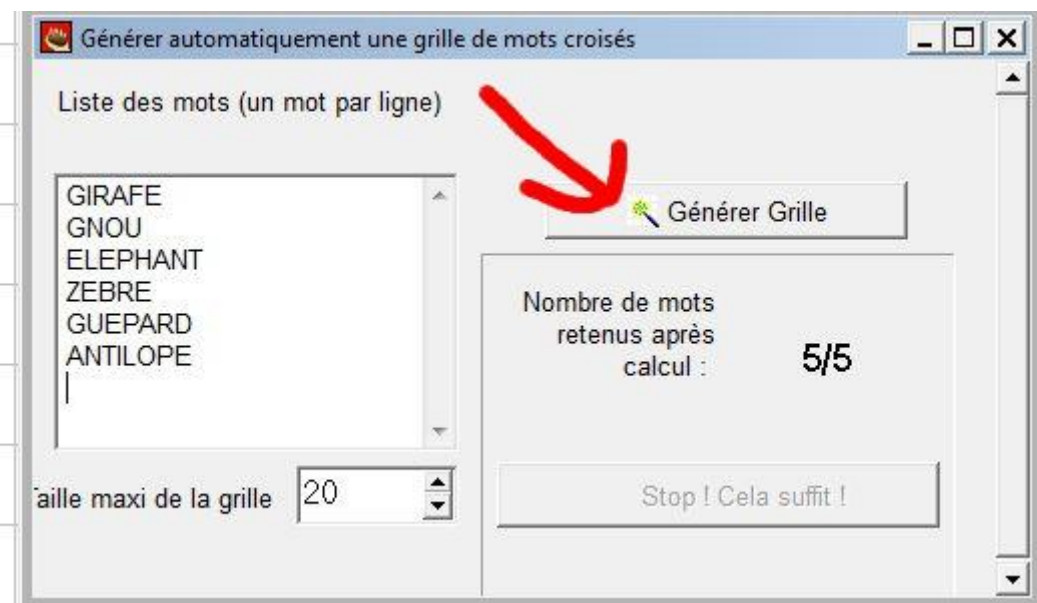 Générer automatiquement une grille de mots croisés
Liste des mots (un mot par ligne)
GIRAFE
GNOU
ELEPHANT
ZEBRE
GUEPARD
ANTILOPE
Générer Grille
Nombre de mots
retenus après
calcul :
5/5
aille maxi de la grille
20
Stop ! Cela suffit !